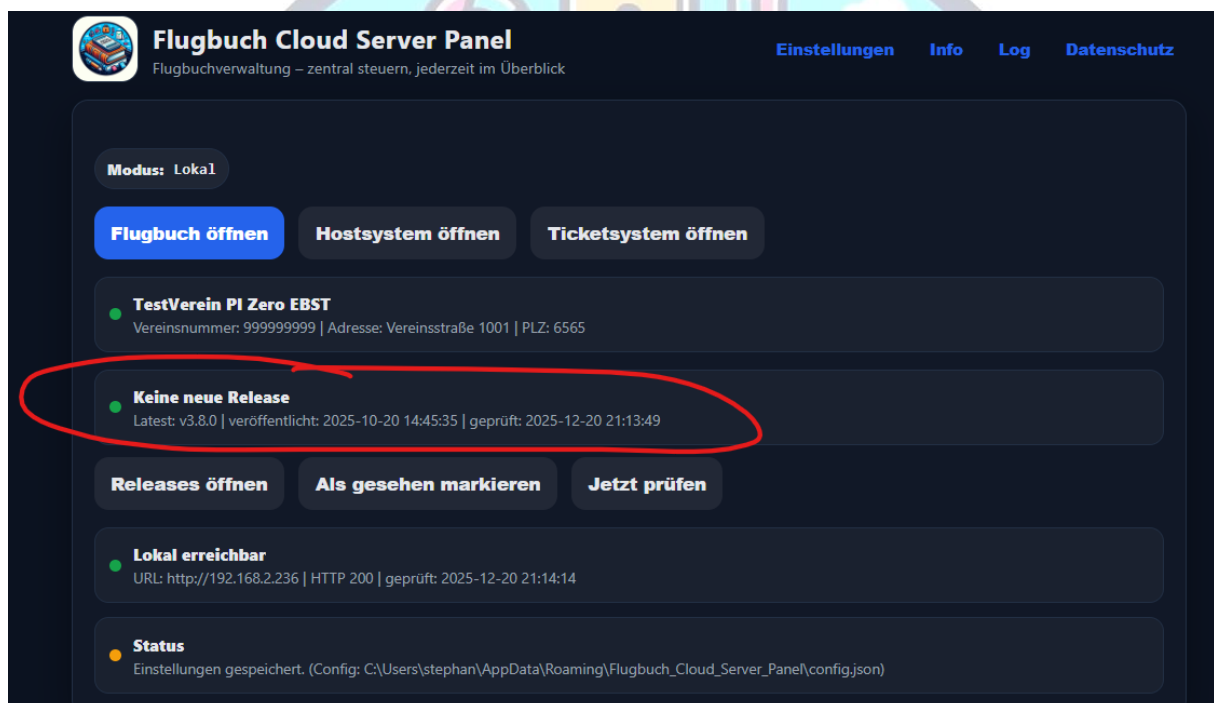 Flugbuch Cloud Server Panel
Flugbuchverwaltung – zentral steuern, jederzeit im Überblick
Einstellungen Info Log Datenschutz
Modus: Lokal
Flugbuch öffnen Hostsystem öffnen Ticketsystem öffnen
TestVerein PI Zero EBST
Vereinsnummer: 999999999 | Adresse: Vereinsstraße 1001 | PLZ: 6565
Keine neue Release
Latest: v3.8.0 | veröffentlicht: 2025-10-20 14:45:35 | geprüft: 2025-12-20 21:13:49
Releases öffnen Als gesehen markieren Jetzt prüfen
Lokal erreichbar
URL: http://192.168.2.236 | HTTP 200 | geprüft: 2025-12-20 21:14:14
Status
Einstellungen gespeichert. (Config: C:\Users\stephan\AppData\Roaming\Flugbuch_Cloud_Server_Panel\config.json)